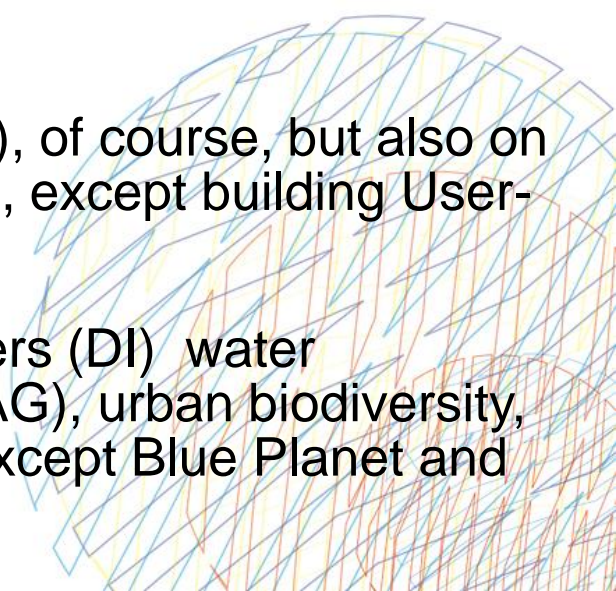 ), of course, but also on
, except building User-
ers (DI) water
AG), urban biodiversity,
xcept Blue Planet and